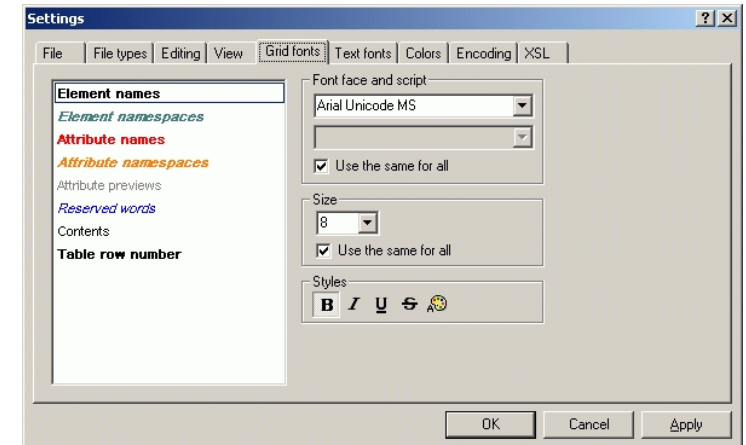 Settings
File File types Editing View Grid fonts Text fonts Colors Encoding XSL
Element names
Element namespaces
Attribute names
Attribute namespaces
Attribute previews
Reserved words
Contents
Table row number
Font face and script
Arial Unicode MS
Use the same for all
Size
8
Use the same for all
Styles
B I U S A
OK Cancel Apply